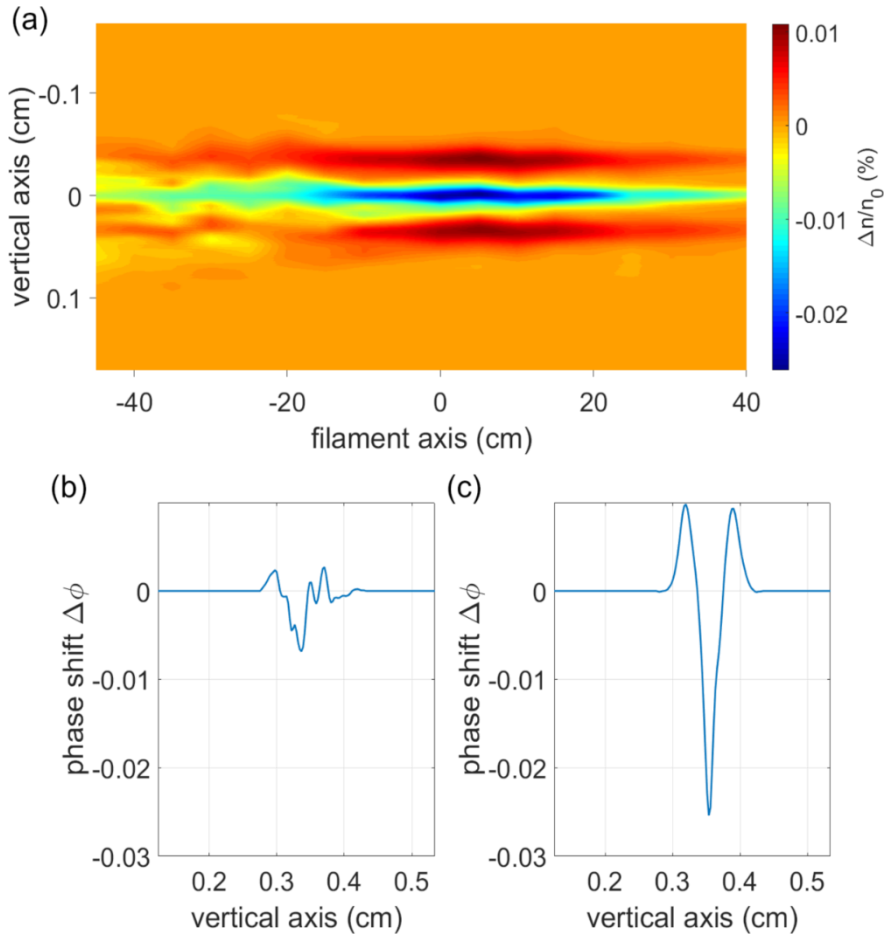 (a)
-0.1
0
0.1
vertical axis (cm)
-40 -20 0 20 40
filament axis (cm)
0.01
0
-0.01
-0.02
Δn/n₀ (%)
(b)
0
-0.01
-0.02
-0.03
phase shift Δϕ
0.2 0.3 0.4 0.5
vertical axis (cm)
(c)
0
-0.01
-0.02
-0.03
phase shift Δϕ
0.2 0.3 0.4 0.5
vertical axis (cm)